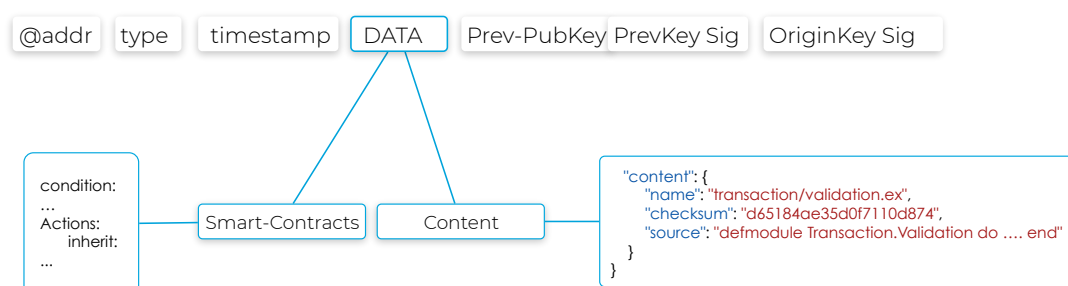 @addr type timestamp DATA Prev-PubKey PrevKey Sig OriginKey Sig
condition:
...
Actions:
inherit:
...
Smart-Contracts
Content
"content": {
"name": "transaction/validation.ex",
"checksum": "d65184ae35d0f7110d874",
"source": "defmodule Transaction.Validation do .... end"
}
}